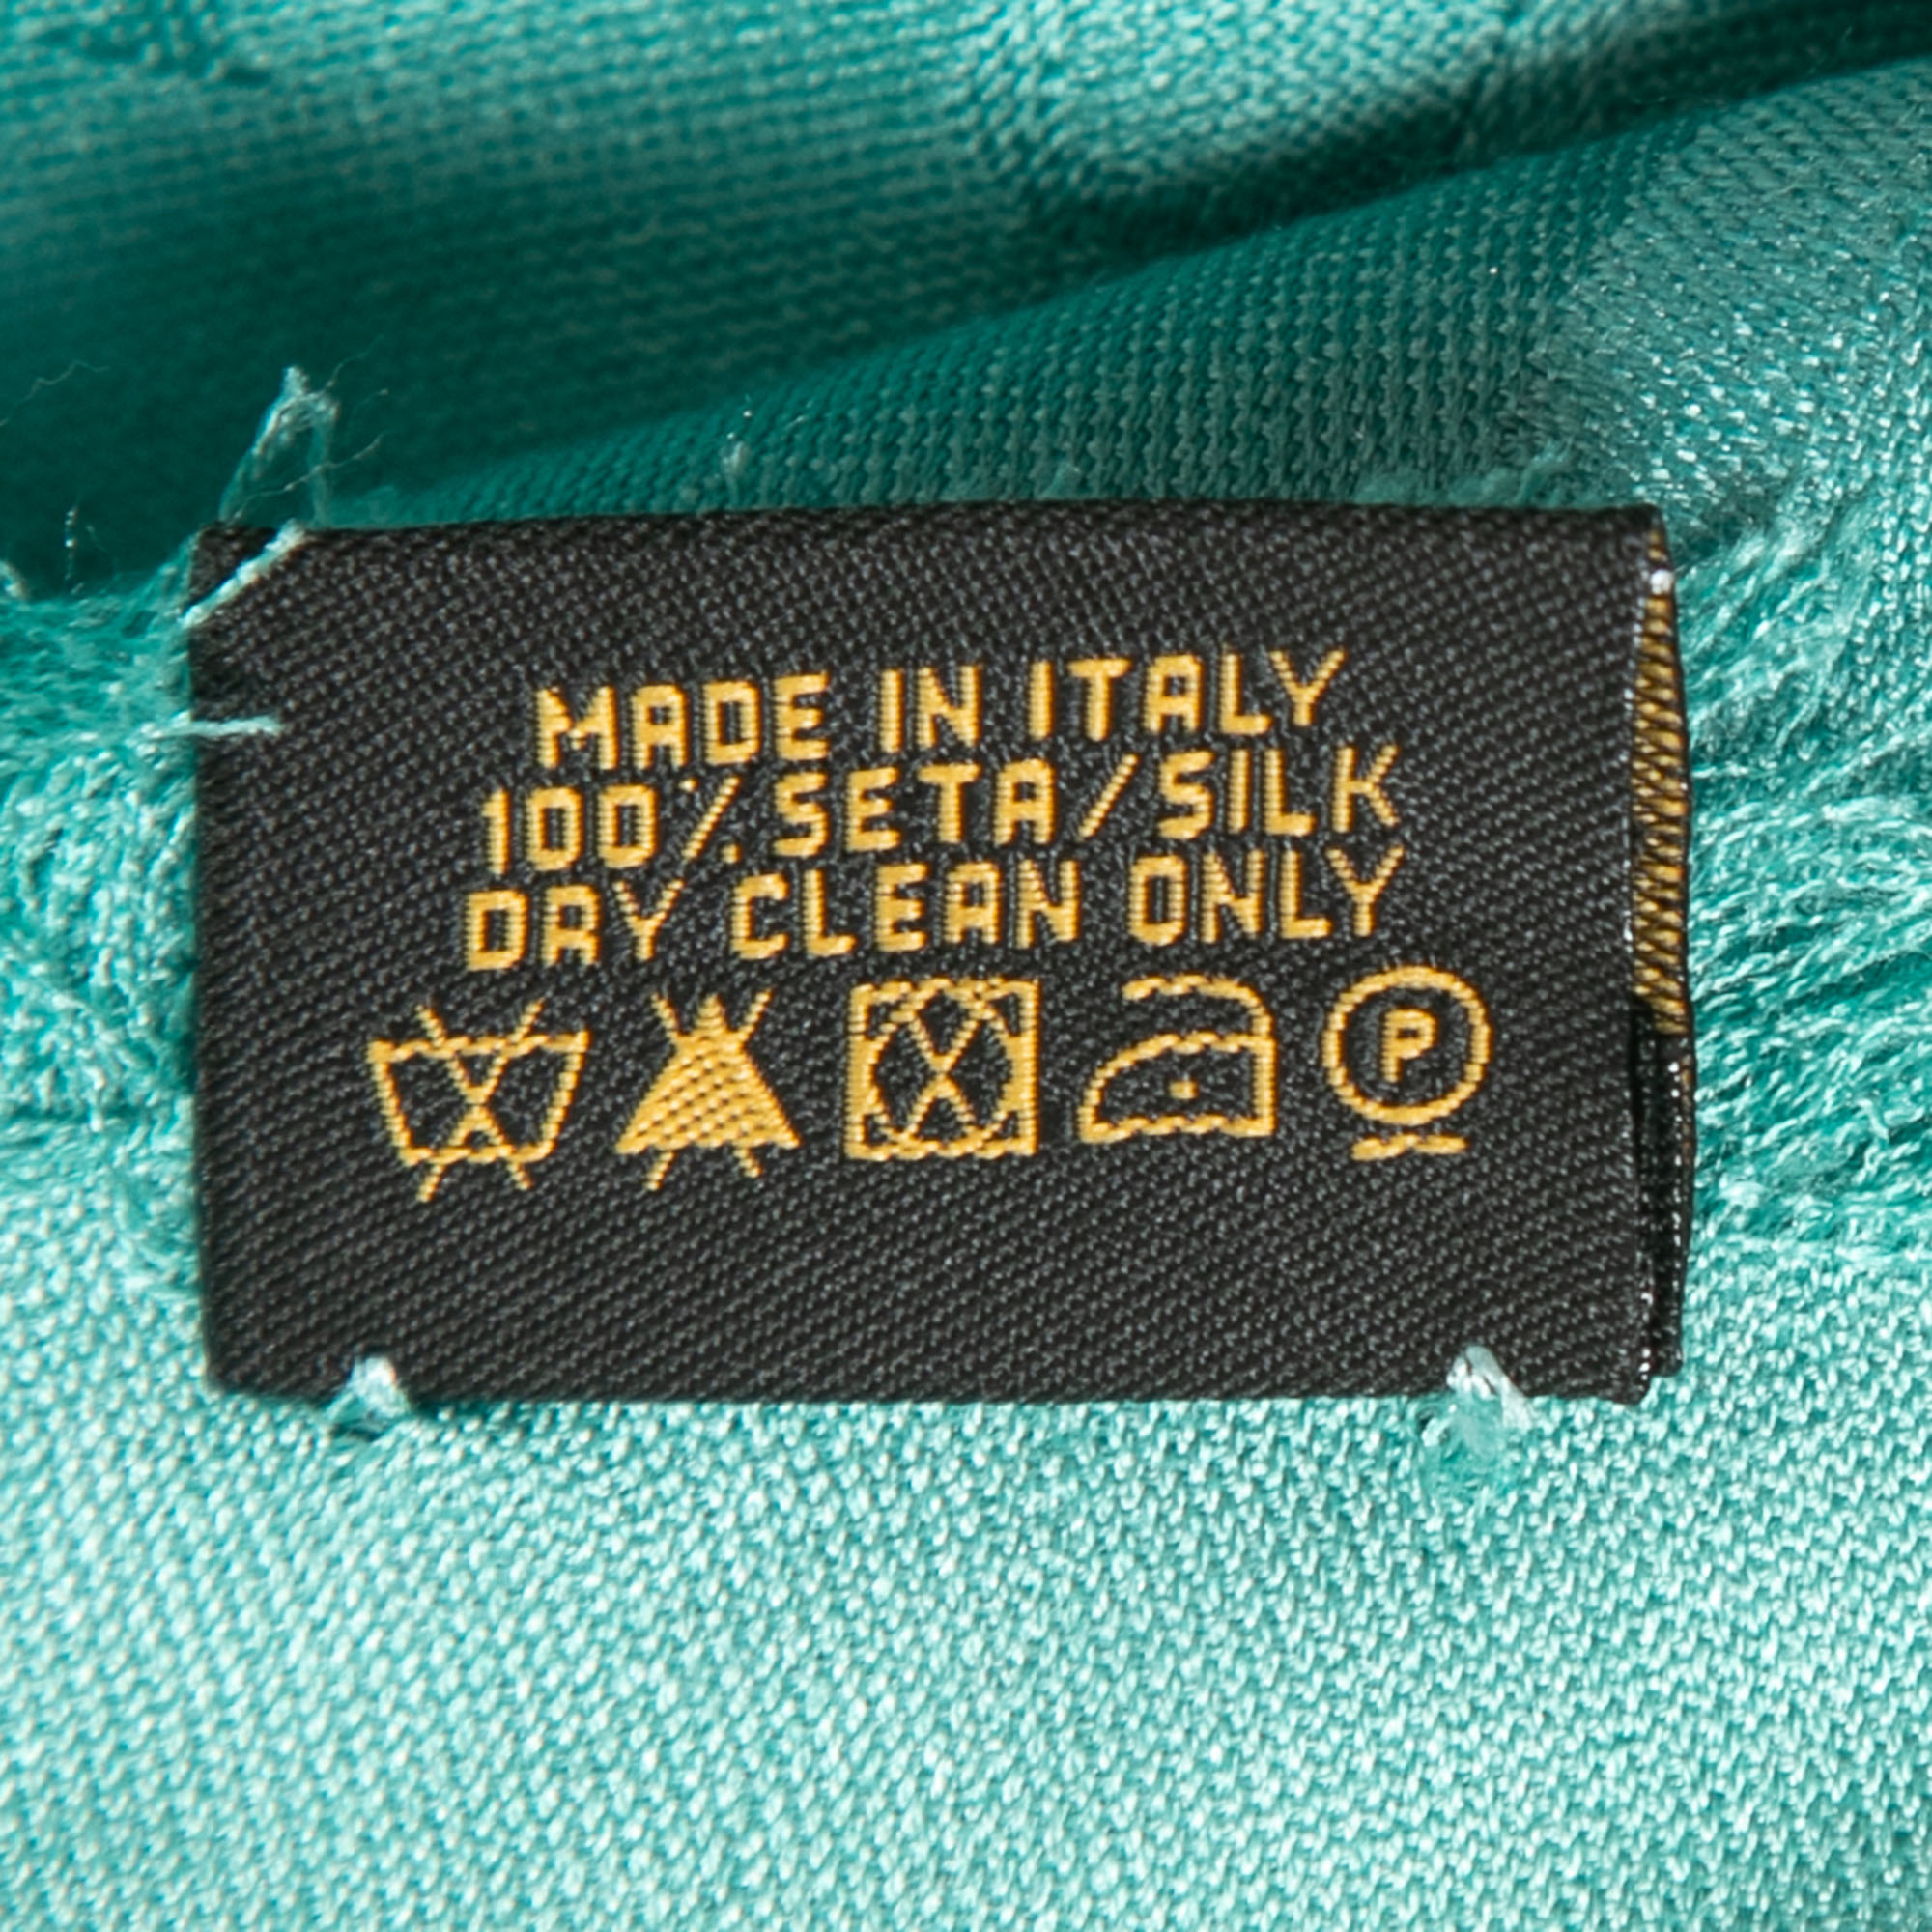 MADE IN ITALY
100% SETA/SILK
DRY CLEAN ONLY
P